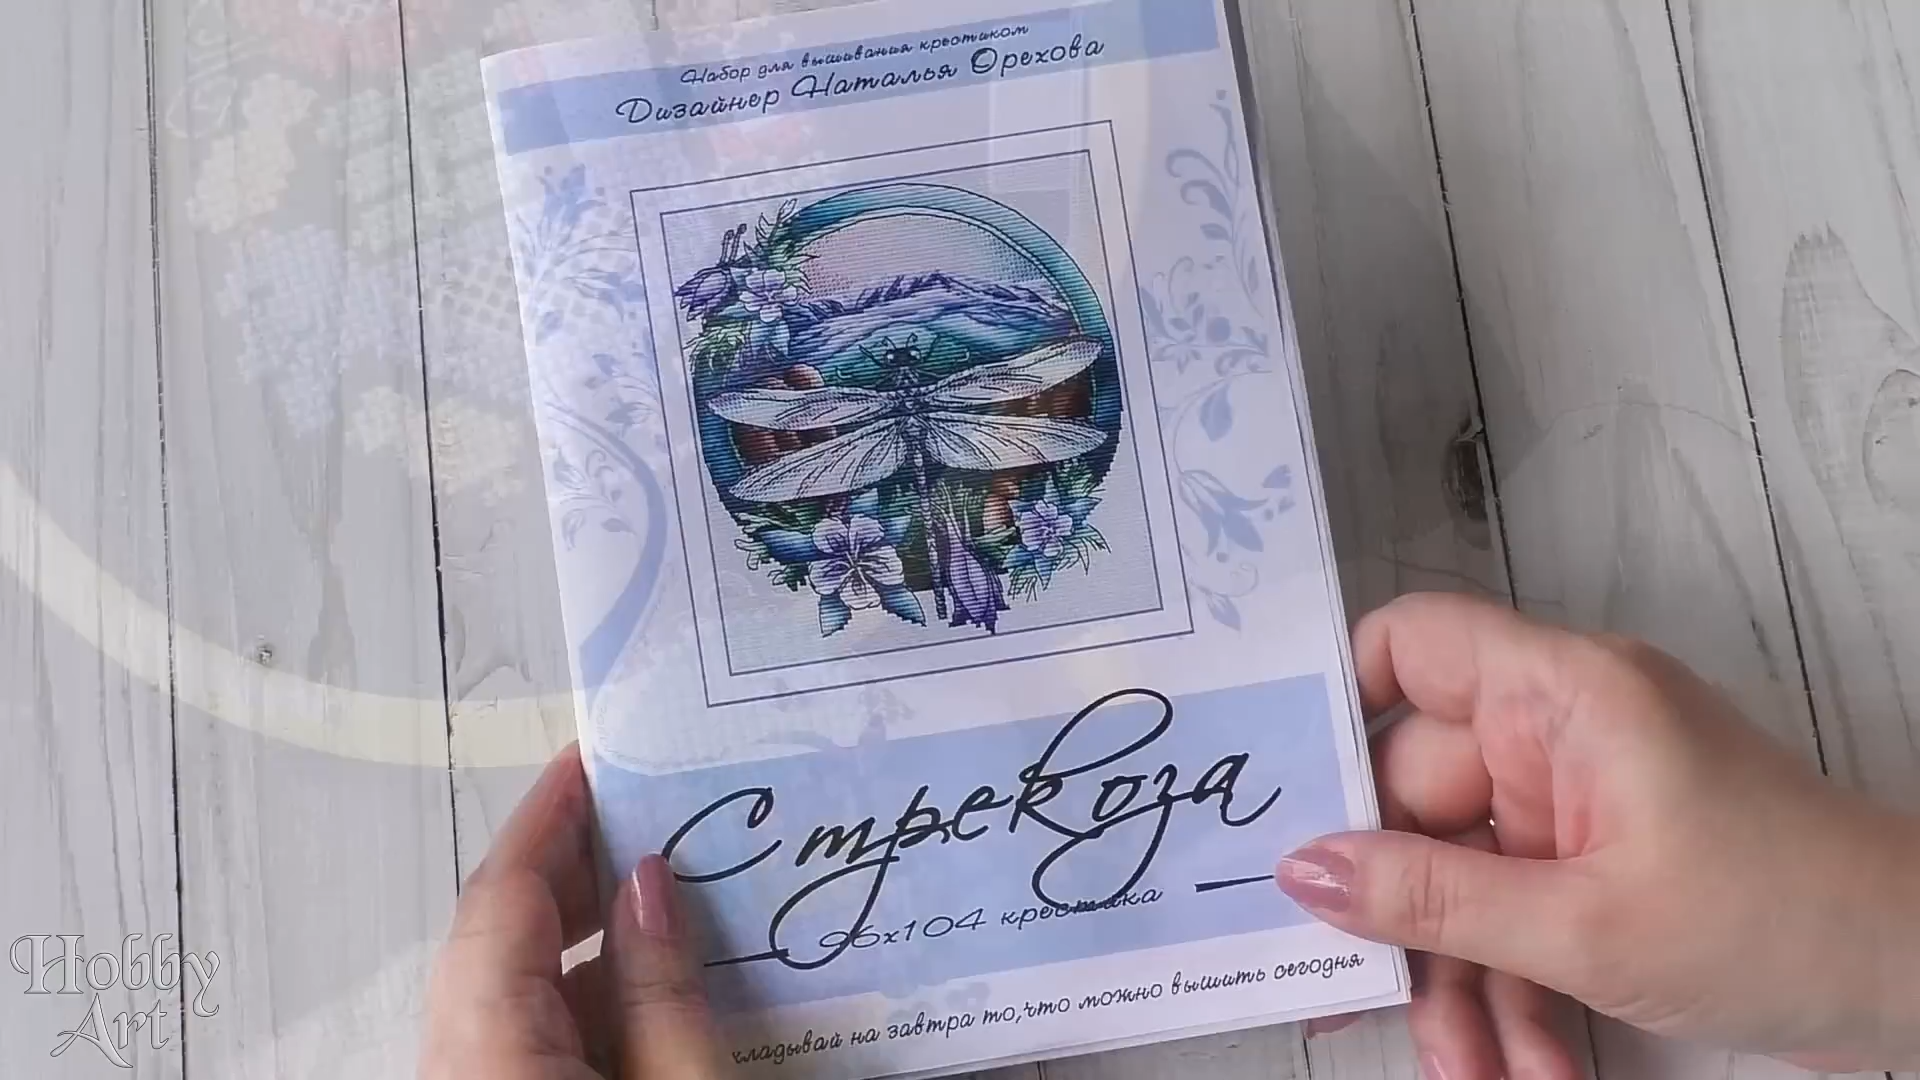 Набор для вышивания крестиком
Дизайнер Наталья Орехова
Стрекоза
96х104 крестика
кладывай на завтра то,что можно вышить сегодня
Hobby
Art